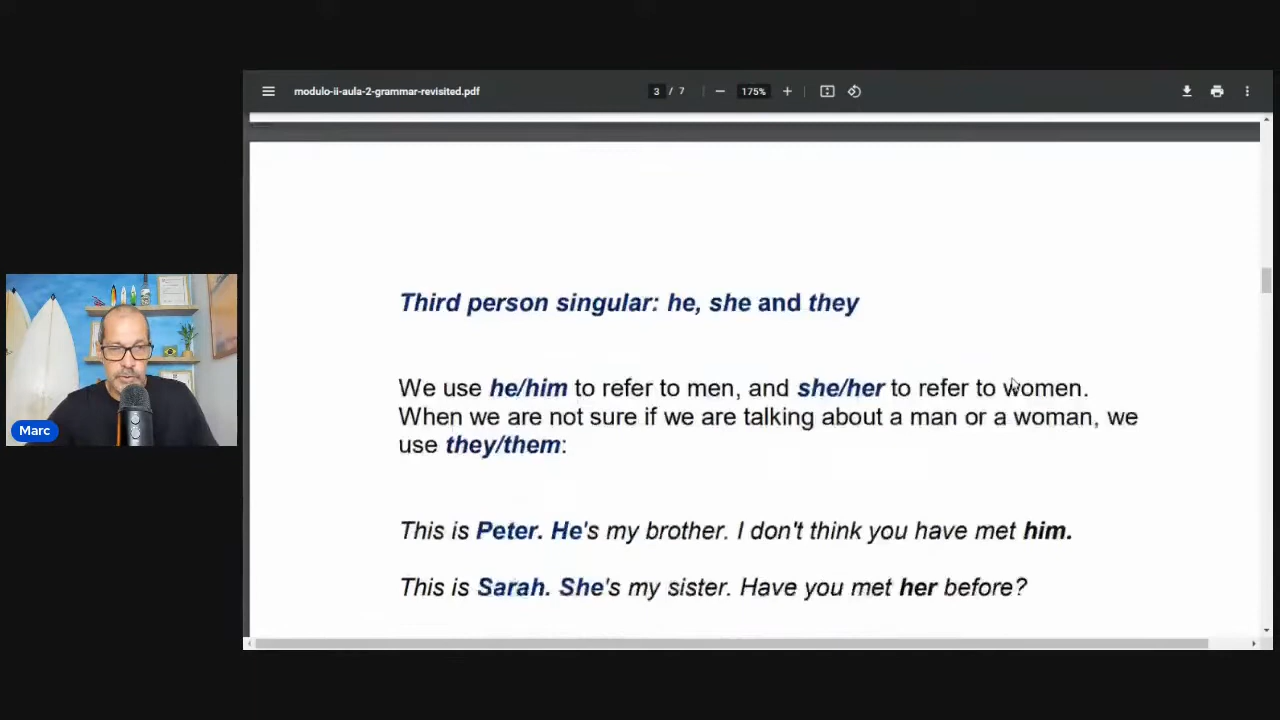 modulo-ii-aula-2-grammar-revisited.pdf
3 / 7
175%
Third person singular: he, she and they
We use he/him to refer to men, and she/her to refer to women.
When we are not sure if we are talking about a man or a woman, we
use they/them:
This is Peter. He's my brother. I don't think you have met him.
This is Sarah. She's my sister. Have you met her before?
Marc